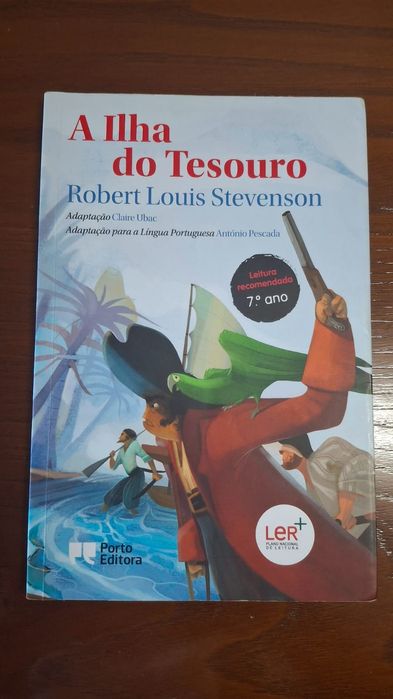 A Ilha
do Tesouro
Robert Louis Stevenson
Adaptação Claire Ubac
Adaptação para a Língua Portuguesa António Pescada
Leitura
recomendada
7.º ano
LeR+
PLANO NACIONAL
DE LEITURA
Porto
Editora